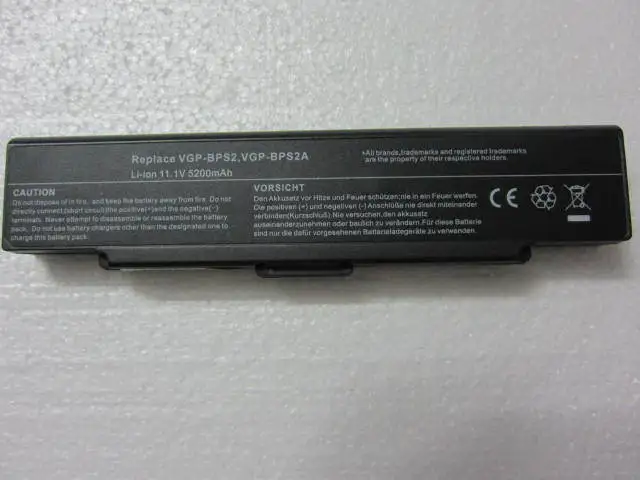 Replace VGP-BPS2,VGP-BPS2A
Li-ion 11.1V 5200mAh
•All brands,trademarks and registered trademarks
are the property of their respective holders.
CAUTION
Do not dispose of in fire, and keep the battery away from fire. Do not
directly connect (short circuit) the positive(+) and negative(-) terminals.
Never attempt to disassemble or reassemble the battery
pack. Do not use battery chargers other than the designated one to
charge this battery pack.
VORSICHT
Den Akkusatz vor Hitze und Feuer schützen;nie in ein Feuer werfen.
Die positiven (+) und negativen (-) Anschlüße nie direkt miteinander
verbinden(Kurzschluß). Nie versuchen,den akkusatz
auseinanderzunehmen oder baulich zu verändern. Für diese Batterie
sind nur die dafür vorgesehenen Batterieladegeräte zu verwenden.
CE